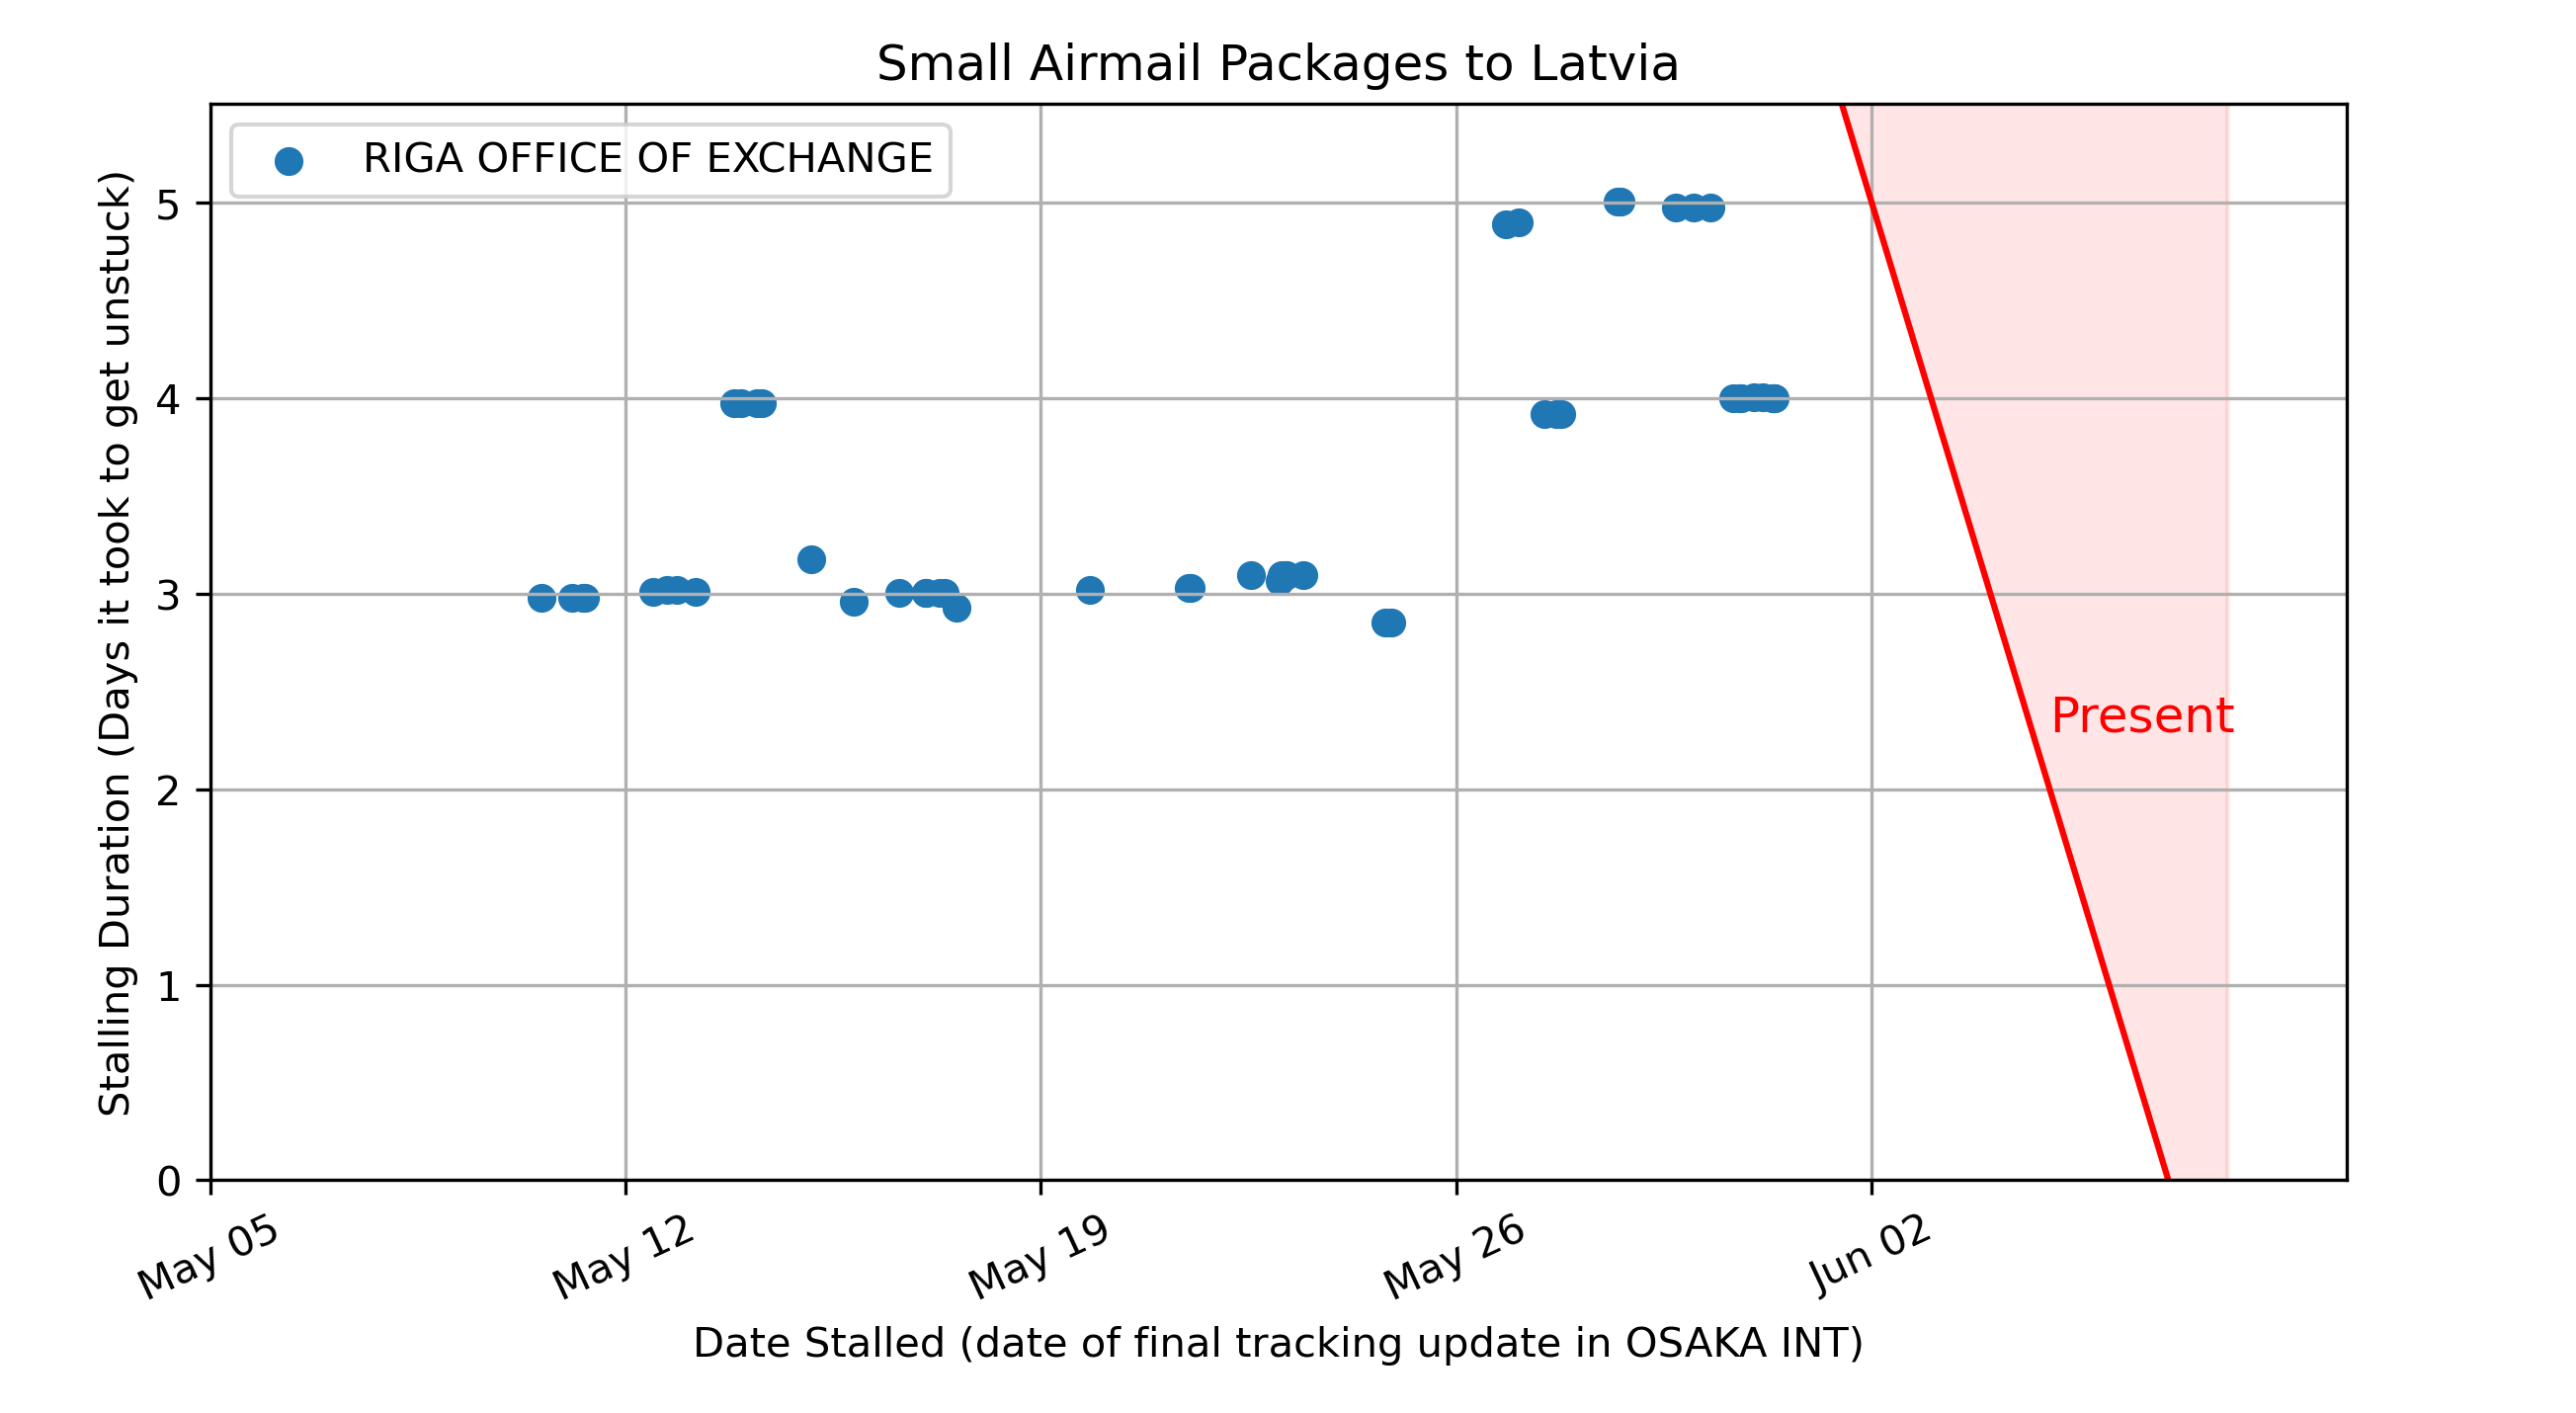 Small Airmail Packages to Latvia
RIGA OFFICE OF EXCHANGE
Stalling Duration (Days it took to get unstuck)
5
4
3
2
1
0
Present
May 05
May 12
May 19
May 26
Jun 02
Date Stalled (date of final tracking update in OSAKA INT)